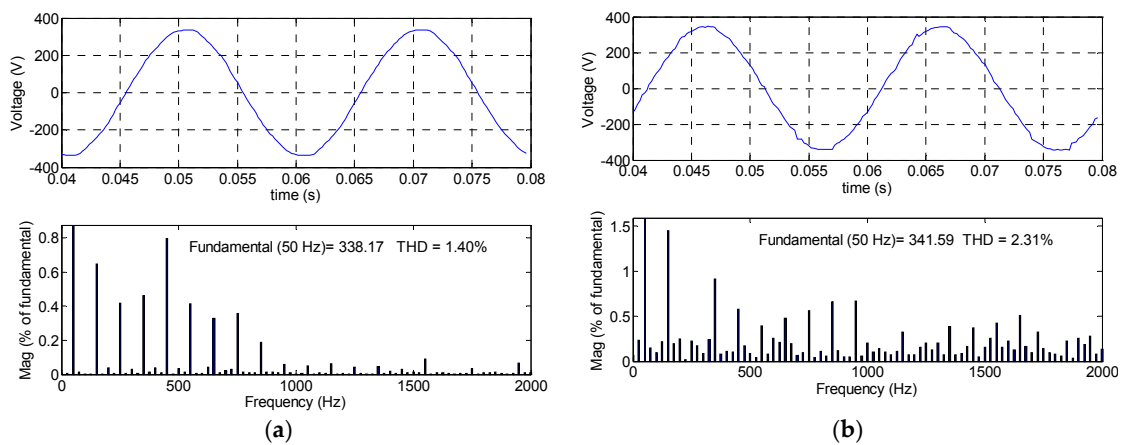 400
200
0
-200
-400
Voltage (V)
0.04 0.045 0.05 0.055 0.06 0.065 0.07 0.075 0.08
time (s)
0.8
0.6
0.4
0.2
0
Mag (% of fundamental)
Fundamental (50 Hz)= 338.17 THD = 1.40%
0 500 1000 1500 2000
Frequency (Hz)
(a)
400
200
0
-200
-400
Voltage (V)
0.04 0.045 0.05 0.055 0.06 0.065 0.07 0.075 0.08
time (s)
1.5
1
0.5
0
Mag (% of fundamental)
Fundamental (50 Hz)= 341.59 THD = 2.31%
0 500 1000 1500 2000
Frequency (Hz)
(b)